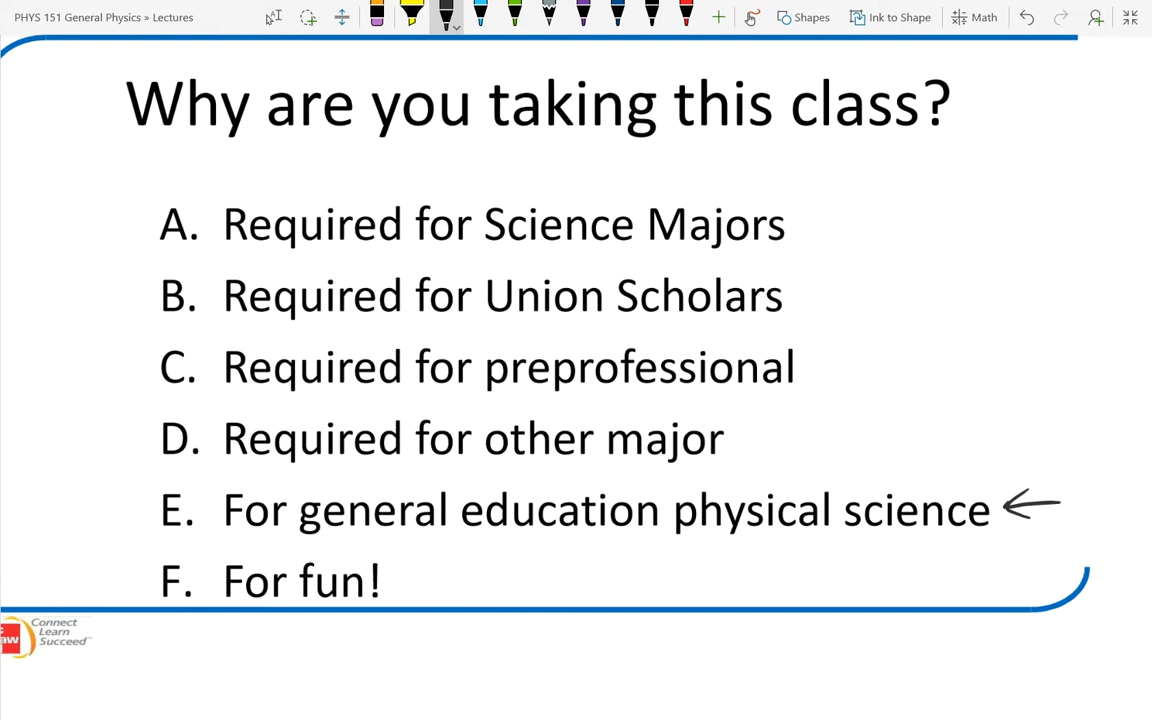 PHYS 151 General Physics » Lectures
Shapes
Ink to Shape
Math
Why are you taking this class?
A. Required for Science Majors
B. Required for Union Scholars
C. Required for preprofessional
D. Required for other major
E. For general education physical science
F. For fun!
Connect
Learn
Succeed™
aw